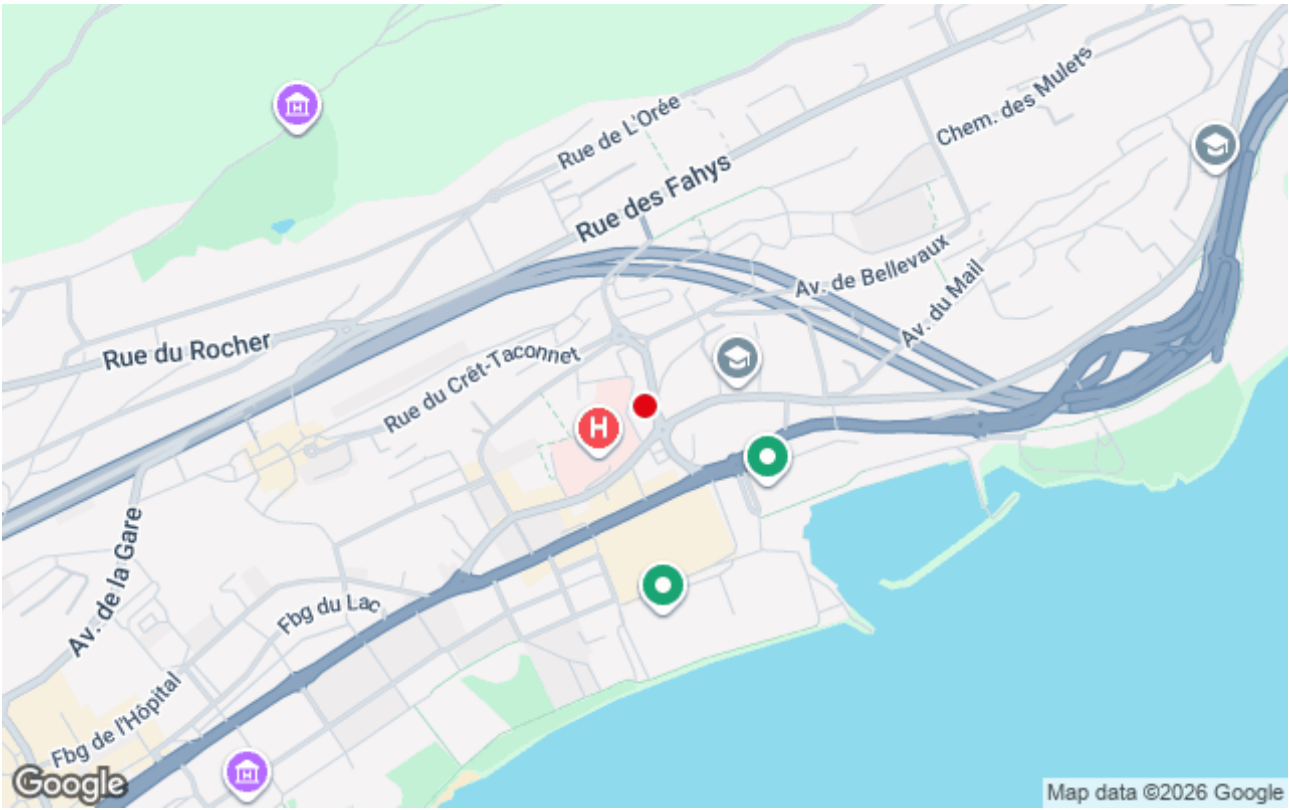 Rue de L'Orée
Chem. des Mulets
Rue des Fahys
Av. de Bellevaux
Av. du Mail
Rue du Rocher
Rue du Crêt-Taconnet
H
Av. de la Gare
Fbg du Lac
Fbg de l'Hôpital
Google
Map data ©2026 Google